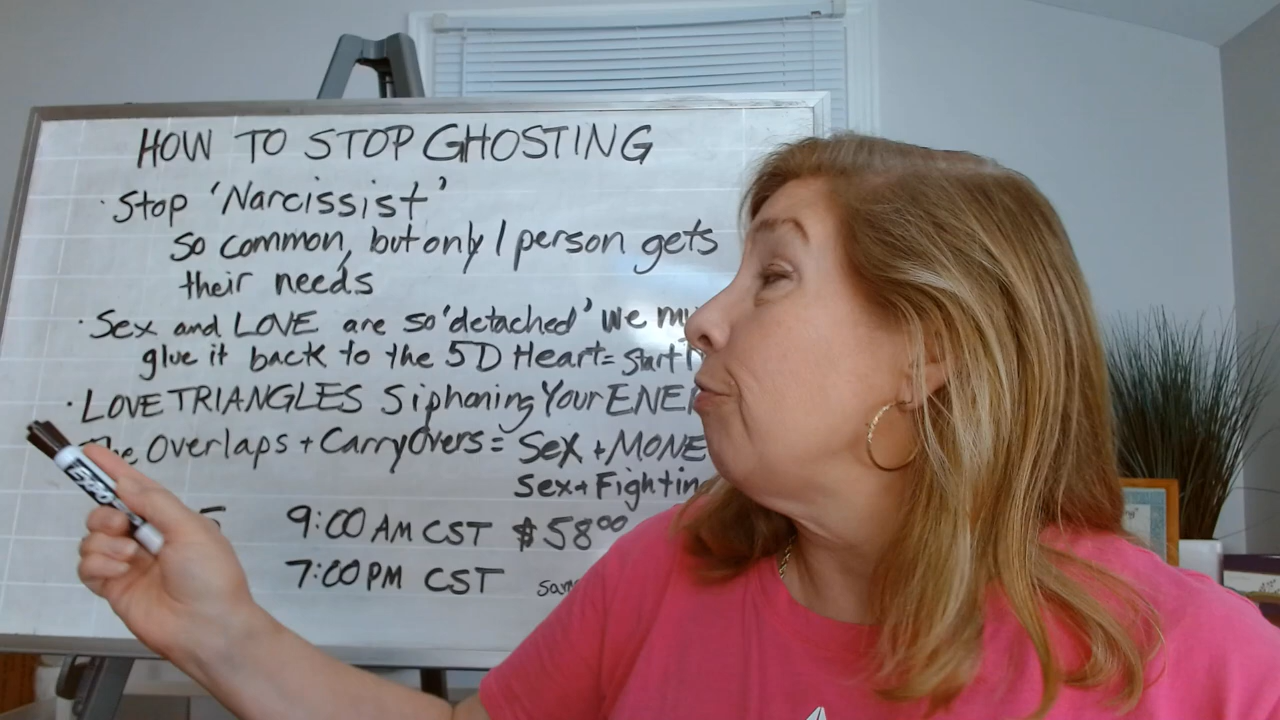 HOW TO STOP GHOSTING
· Stop 'Narcissist'
So common, but only 1 person gets
their needs
· Sex and LOVE are so 'detached' we
glue it back to the 5D Heart = Start
· LOVE TRIANGLES Siphoning Your
Overlaps + CarryOvers = Sex +
Sex +
9:00 AM CST $58⁰⁰
7:00 PM CST
EXPO